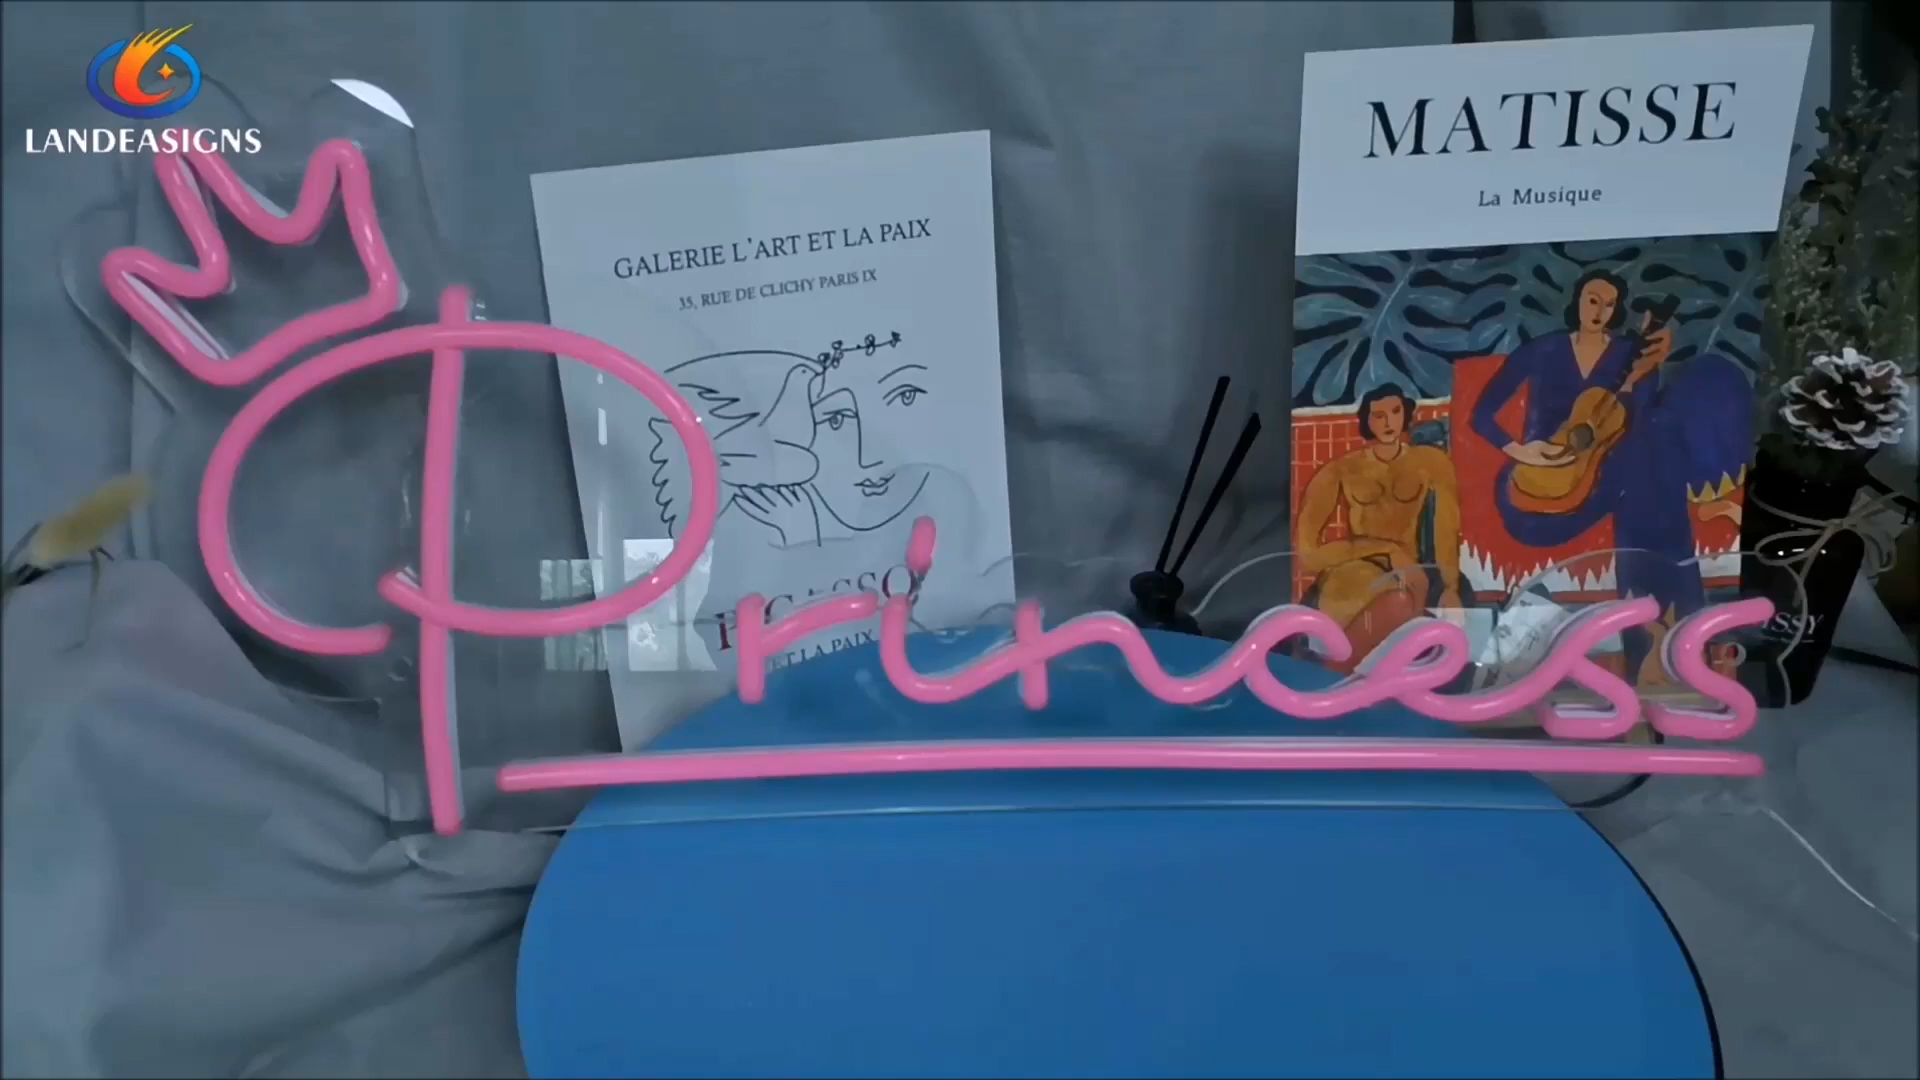 LANDEASIGNS
MATISSE
La Musique
GALERIE L'ART ET LA PAIX
35, RUE DE CLICHY PARIS IX
ET LA PAIX
Princess